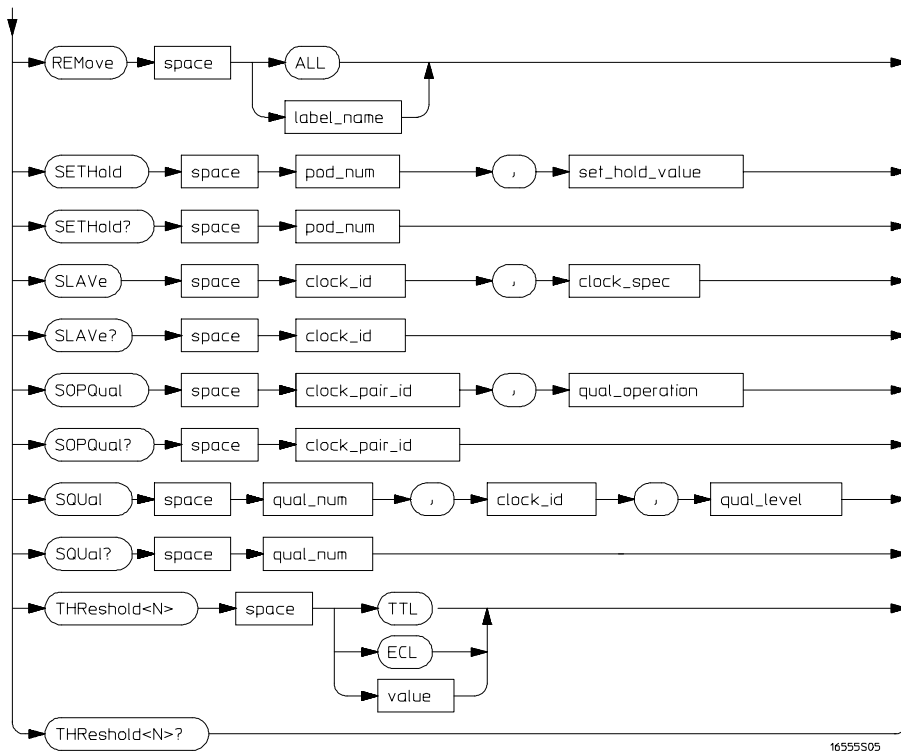 REMove space ALL
label_name
SETHold space pod_num , set_hold_value
SETHold? space pod_num
SLAVe space clock_id , clock_spec
SLAVe? space clock_id
SOPQual space clock_pair_id , qual_operation
SOPQual? space clock_pair_id
SQUal space qual_num , clock_id , qual_level
SQUal? space qual_num
THReshold<N> space TTL
ECL
value
THReshold<N>?
16555S05